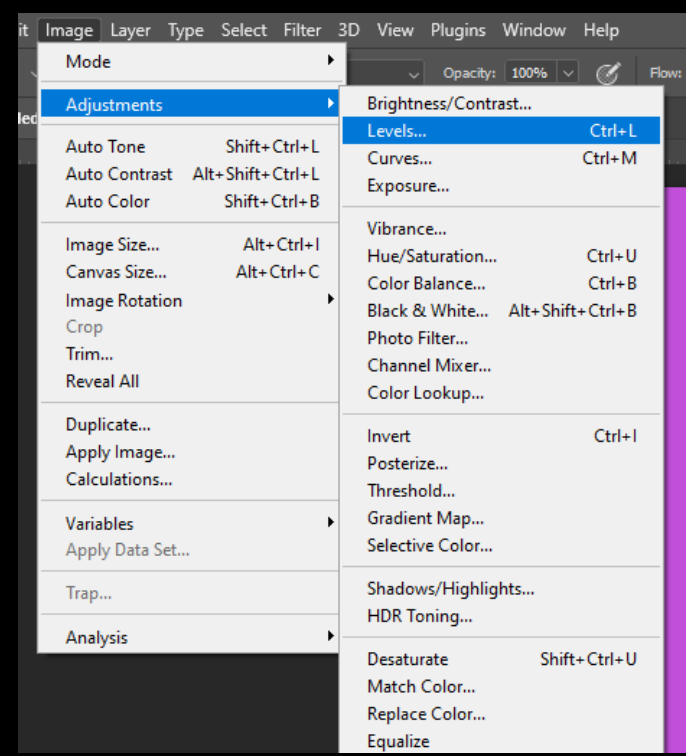 it Image Layer Type Select Filter 3D View Plugins Window Help
Opacity: 100% Flow:
Mode
Adjustments
Auto Tone Shift+Ctrl+L
Auto Contrast Alt+Shift+Ctrl+L
Auto Color Shift+Ctrl+B
Image Size... Alt+Ctrl+I
Canvas Size... Alt+Ctrl+C
Image Rotation
Crop
Trim...
Reveal All
Duplicate...
Apply Image...
Calculations...
Variables
Apply Data Set...
Trap...
Analysis
Brightness/Contrast...
Levels... Ctrl+L
Curves... Ctrl+M
Exposure...
Vibrance...
Hue/Saturation... Ctrl+U
Color Balance... Ctrl+B
Black & White... Alt+Shift+Ctrl+B
Photo Filter...
Channel Mixer...
Color Lookup...
Invert Ctrl+I
Posterize...
Threshold...
Gradient Map...
Selective Color...
Shadows/Highlights...
HDR Toning...
Desaturate Shift+Ctrl+U
Match Color...
Replace Color...
Equalize